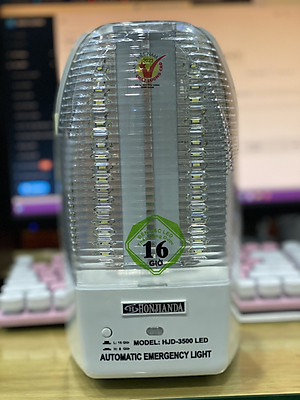 16
GIỜ
HONJIANDA
MODEL: HJD-3500 LED
AUTOMATIC EMERGENCY LIGHT